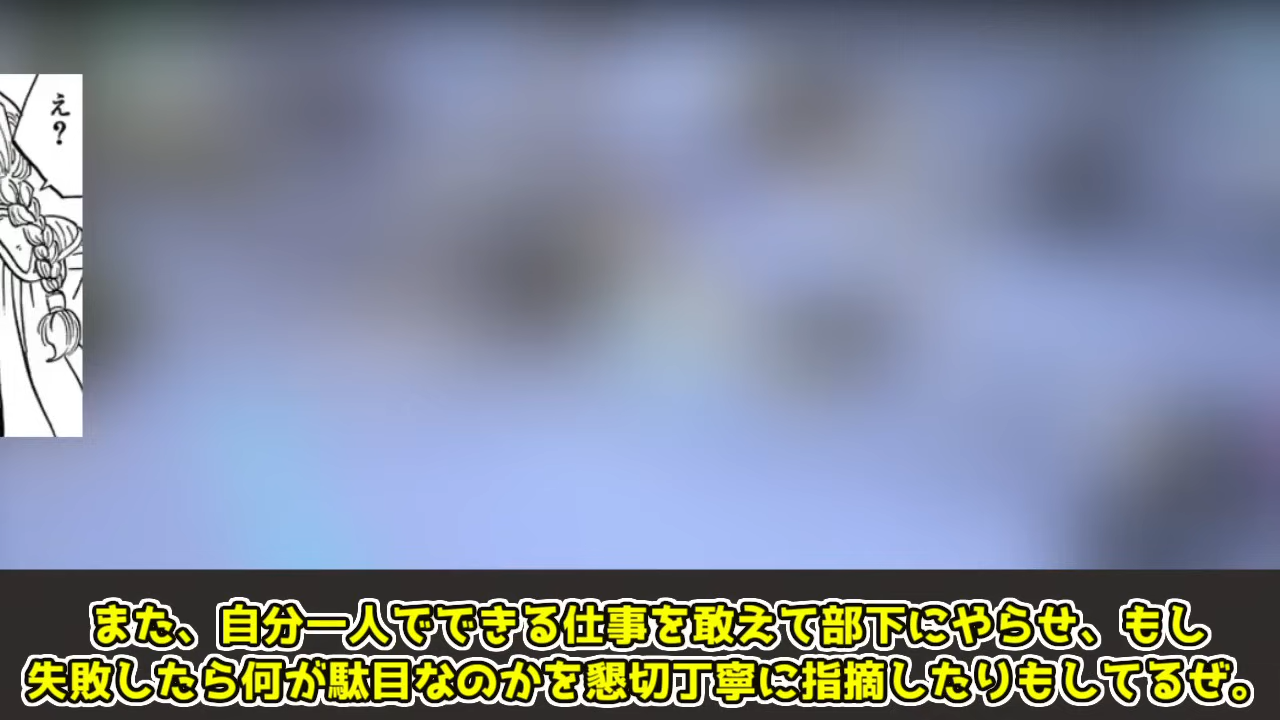 え?
また、自分一人でできる仕事を敢えて部下にやらせ、もし
失敗したら何が駄目なのかを懇切丁寧に指摘したりもしてるぜ。